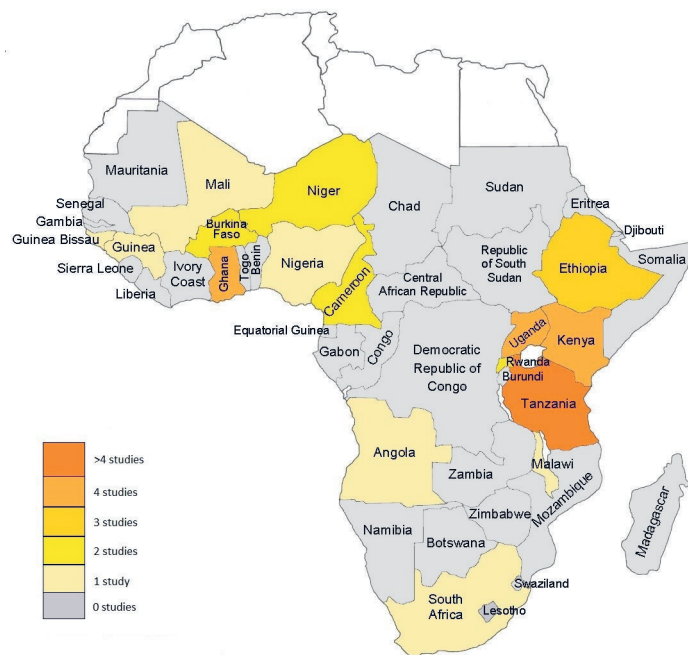 Mauritania
Mali
Niger
Chad
Sudan
Eritrea
Senegal
Gambia
Guinea Bissau
Guinea
Burkina
Faso
Djibouti
Sierra Leone
Ivory
Coast
Ghana
Togo
Benin
Nigeria
Cameroon
Central
African Republic
Republic
of South
Sudan
Ethiopia
Somalia
Liberia
Equatorial Guinea
Gabon
Congo
Democratic
Republic of
Congo
Uganda
Kenya
Rwanda
Burundi
Tanzania
Angola
Zambia
Malawi
Mozambique
Zimbabwe
Namibia
Botswana
Madagascar
Swaziland
South
Africa
Lesotho
>4 studies
4 studies
3 studies
2 studies
1 study
0 studies